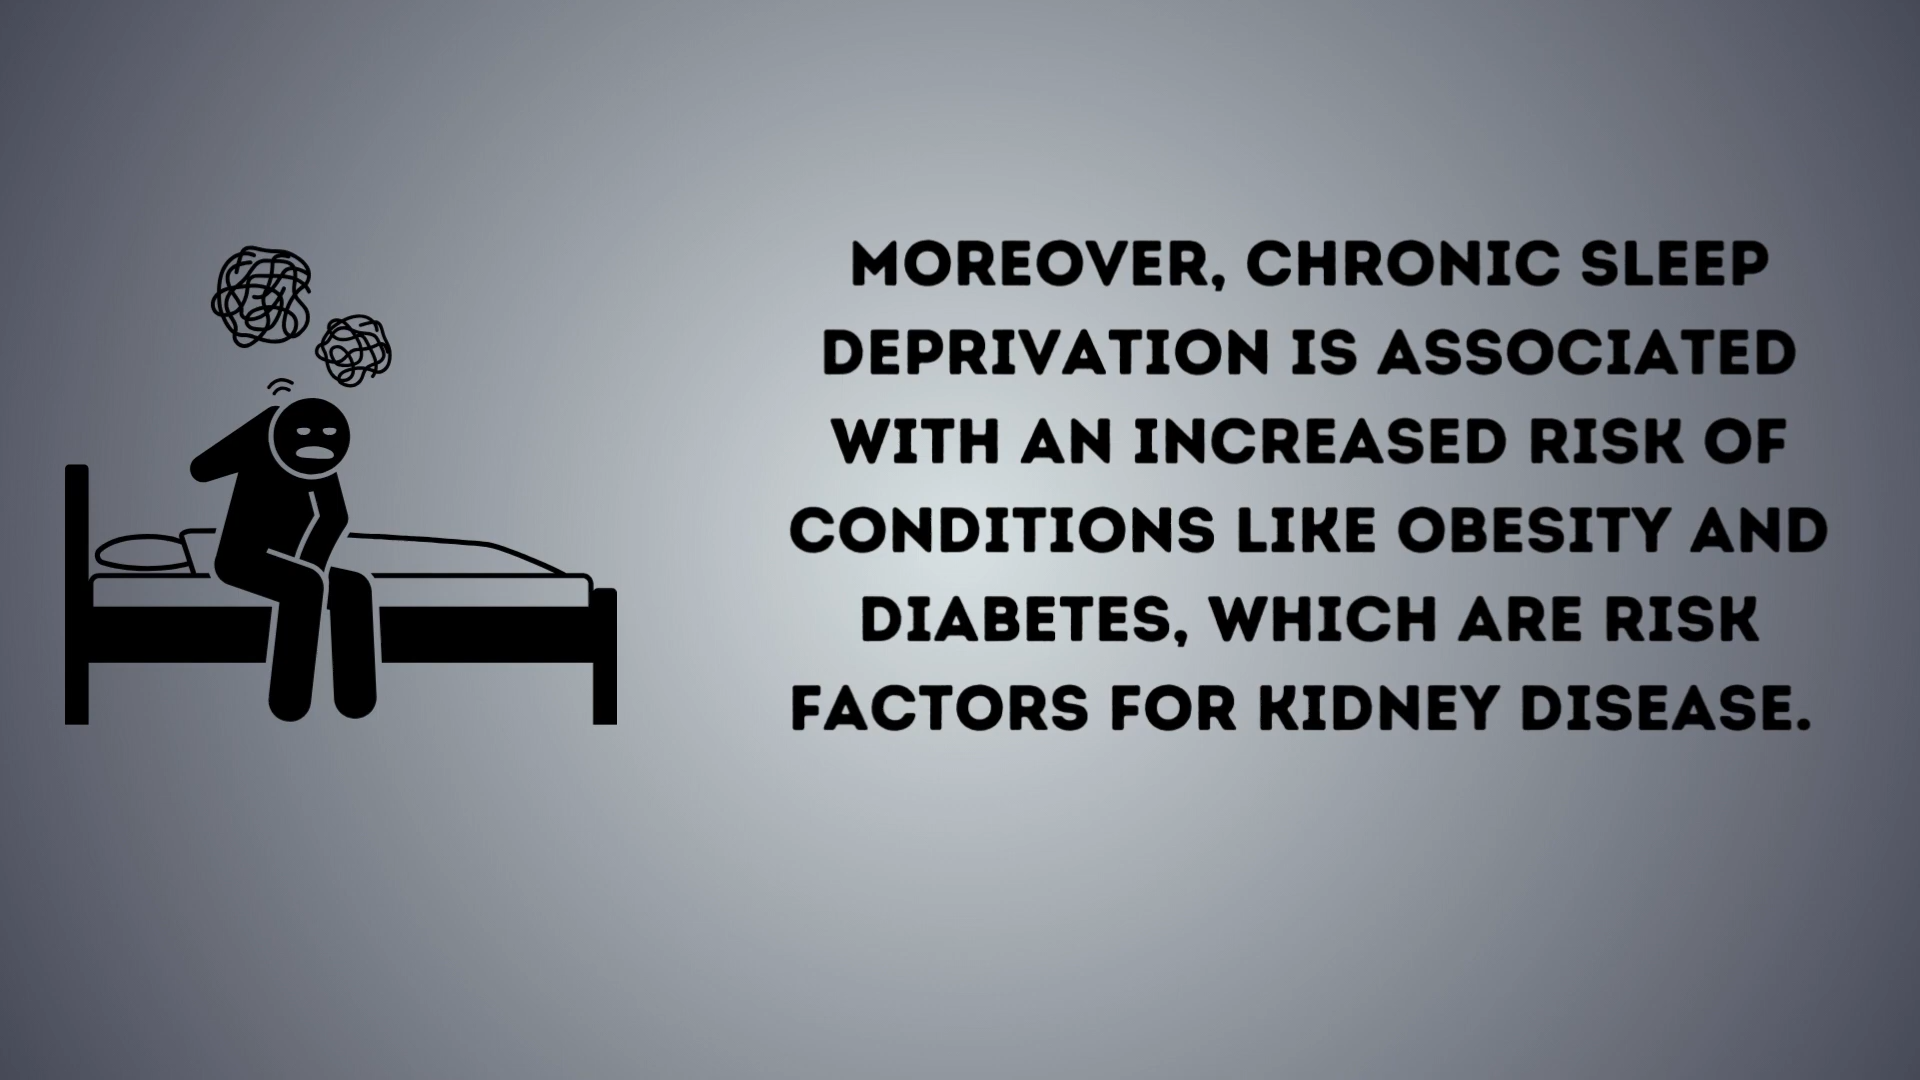 MOREOVER, CHRONIC SLEEP
DEPRIVATION IS ASSOCIATED
WITH AN INCREASED RISK OF
CONDITIONS LIKE OBESITY AND
DIABETES, WHICH ARE RISK
FACTORS FOR KIDNEY DISEASE.